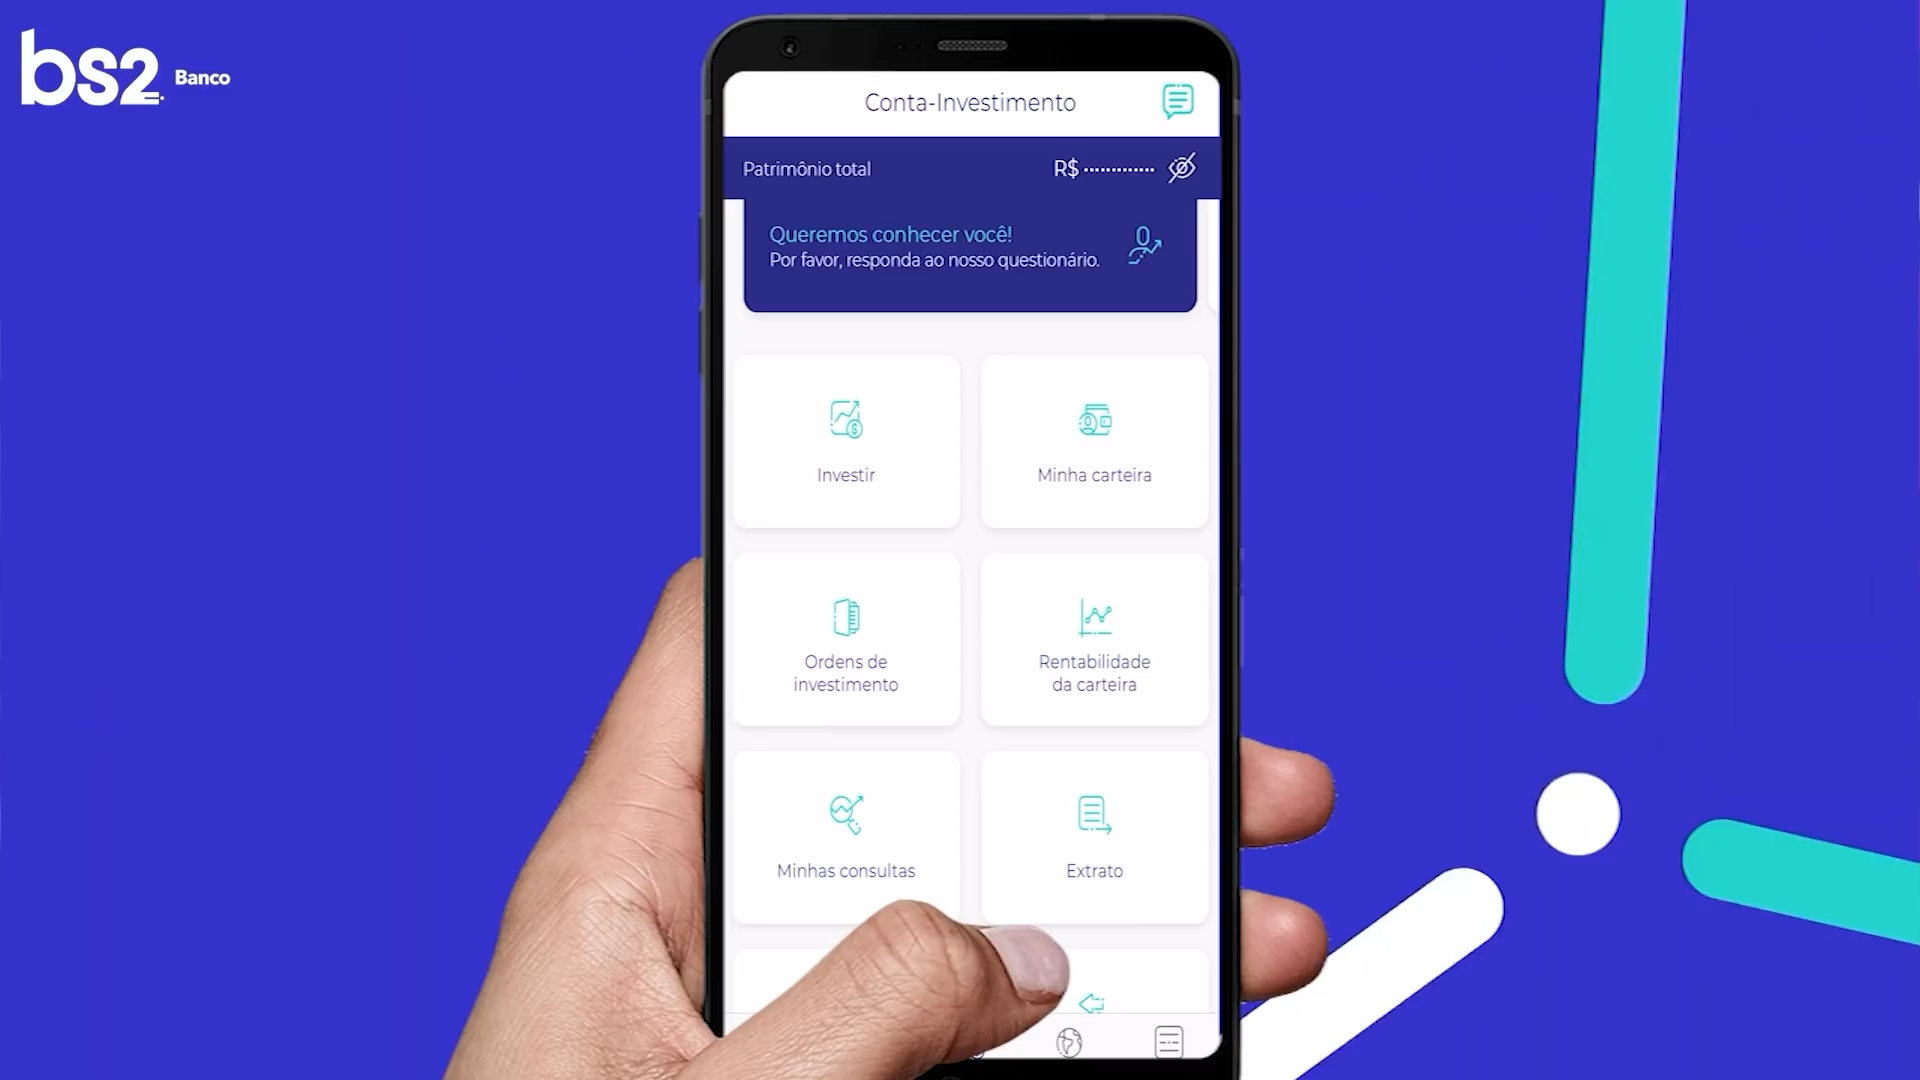 bs2 Banco
Conta-Investimento
Patrimônio total R$ ············
Queremos conhecer você!
Por favor, responda ao nosso questionário.
Investir
Minha carteira
Ordens de
investimento
Rentabilidade
da carteira
Minhas consultas
Extrato